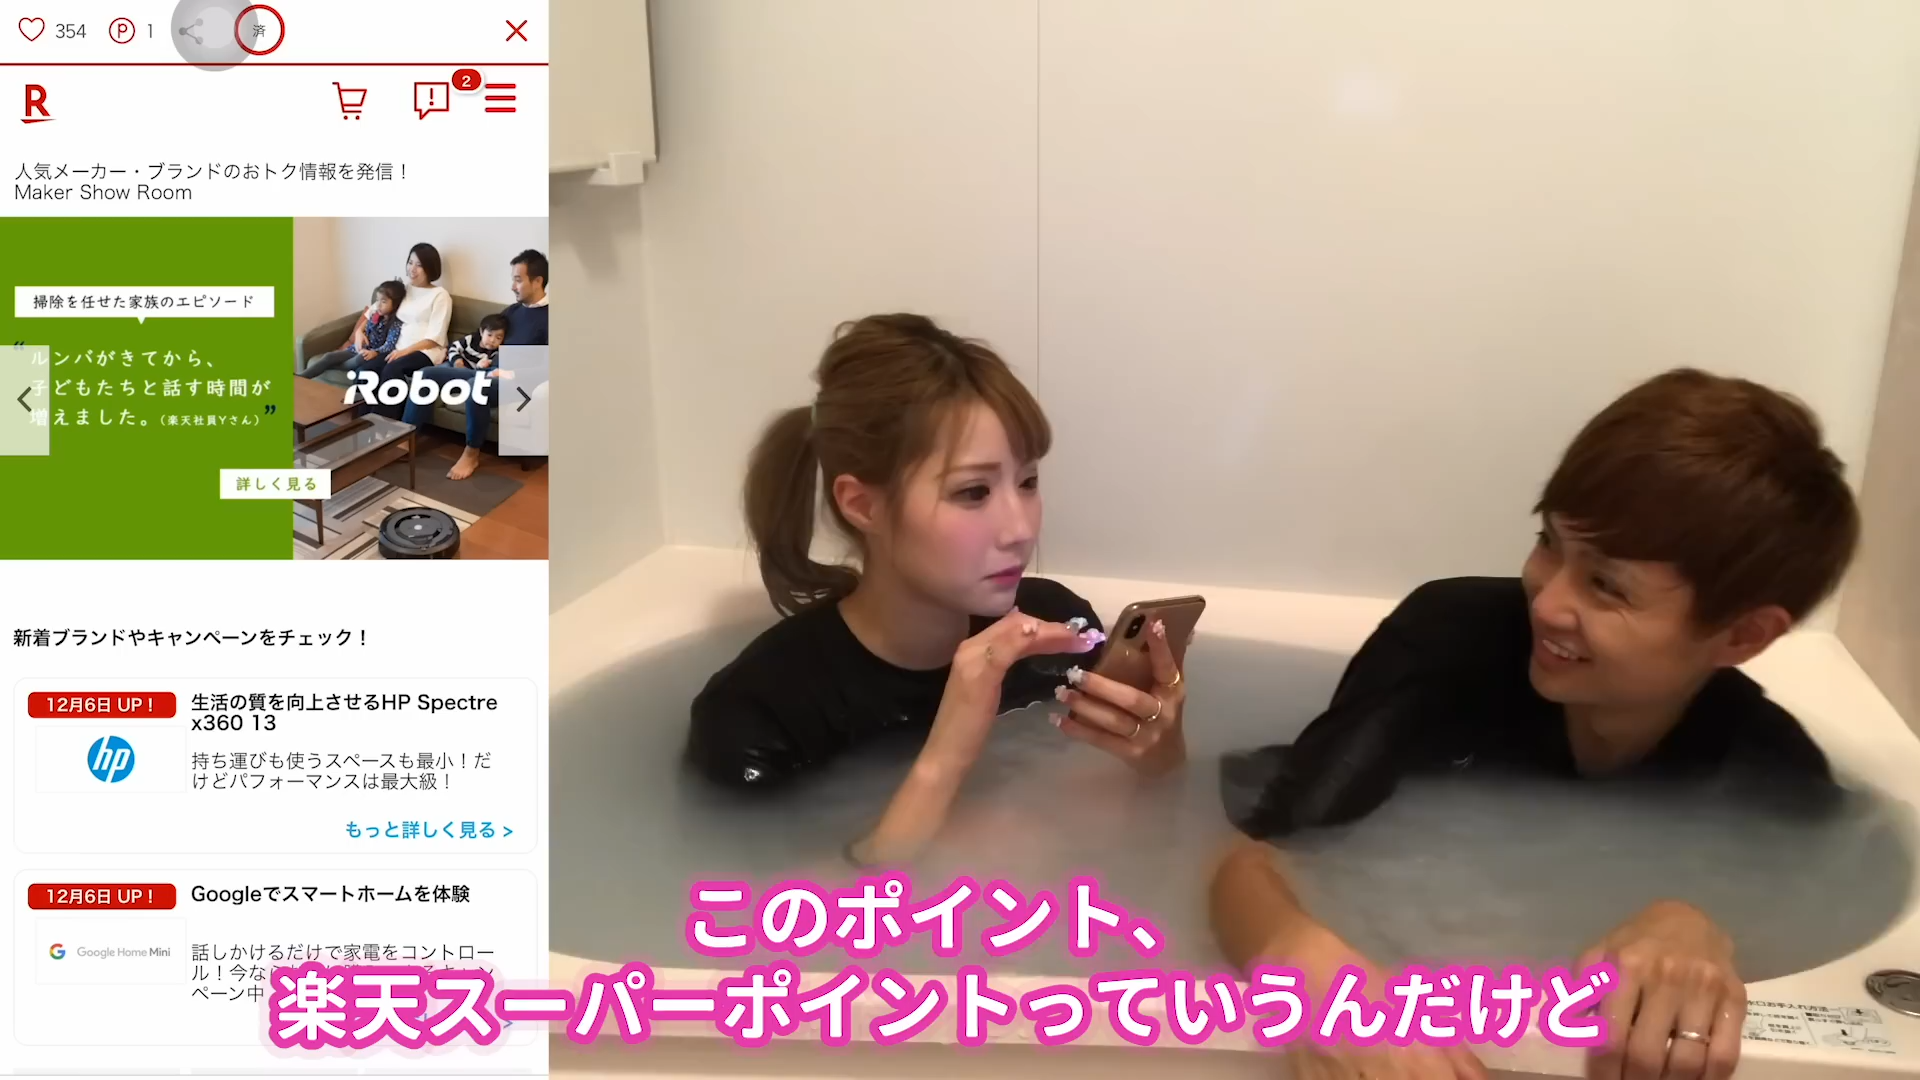 354
1
済
R
2
人気メーカー・ブランドのおトク情報を発信！
Maker Show Room
掃除を任せた家族のエピソード
“ルンバがきてから、
子どもたちと話す時間が
増えました。（楽天社員Yさん）”
iRobot
詳しく見る
新着ブランドやキャンペーンをチェック！
12月6日 UP！
生活の質を向上させるHP Spectre
x360 13
hp
持ち運びも使うスペースも最小！だ
けどパフォーマンスは最大級！
もっと詳しく見る >
12月6日 UP！
Googleでスマートホームを体験
Google Home Mini
話しかけるだけで家電をコントロー
ル！今なら
ペーン中
このポイント、
楽天スーパーポイントっていうんだけど